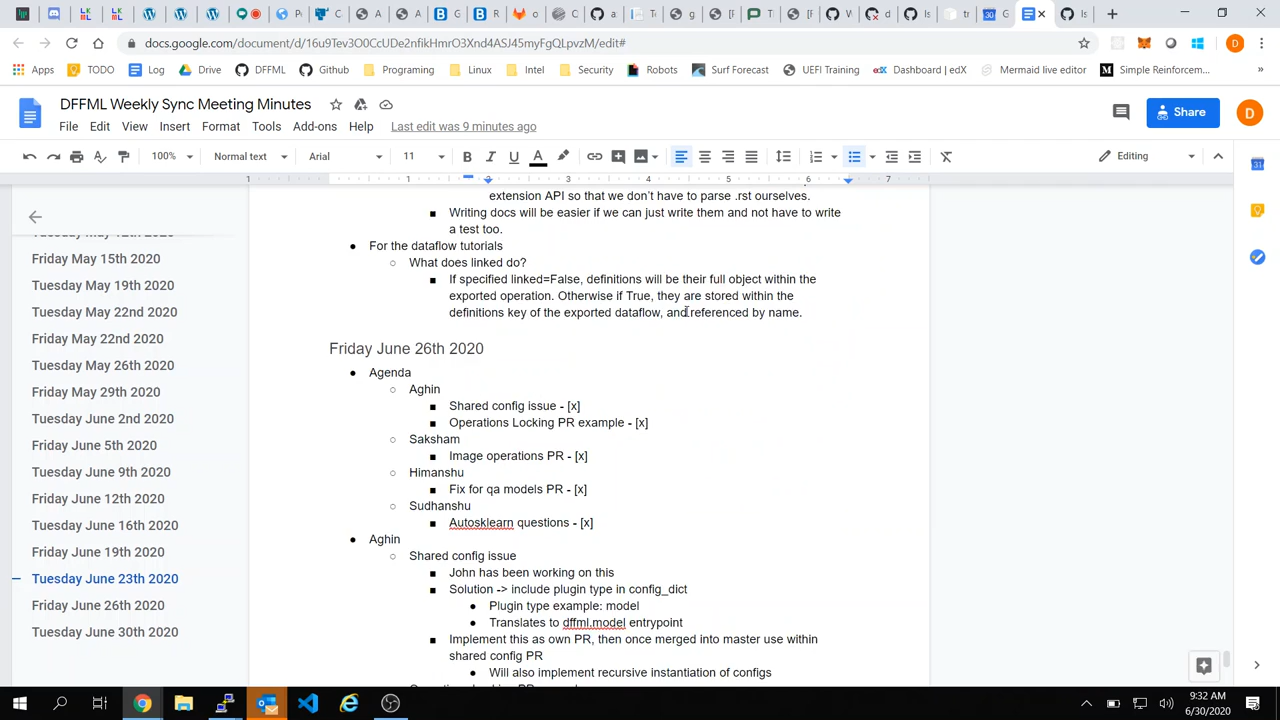 docs.google.com/document/d/16u9Tev3O0CcUDe2nfikHmrO3Xnd4ASJ45myFgQLpvzM/edit#
Apps TODO Log Drive DFFML Github Programing Linux Intel Security Robots Surf Forecast UEFI Training Dashboard | edX Mermaid live editor Simple Reinforcem... »
DFFML Weekly Sync Meeting Minutes
Share
File Edit View Insert Format Tools Add-ons Help Last edit was 9 minutes ago
100% Normal text Arial 11 Editing
1 1 2 3 4 5 6 7
extension API so that we don't have to parse .rst ourselves.
Writing docs will be easier if we can just write them and not have to write
a test too.
For the dataflow tutorials
What does linked do?
If specified linked=False, definitions will be their full object within the
exported operation. Otherwise if True, they are stored within the
definitions key of the exported dataflow, and referenced by name.
Friday June 26th 2020
Agenda
Aghin
Shared config issue - [x]
Operations Locking PR example - [x]
Saksham
Image operations PR - [x]
Himanshu
Fix for qa models PR - [x]
Sudhanshu
Autosklearn questions - [x]
Aghin
Shared config issue
John has been working on this
Solution -> include plugin type in config_dict
Plugin type example: model
Translates to dffml.model entrypoint
Implement this as own PR, then once merged into master use within
shared config PR
Will also implement recursive instantiation of configs
Tuesday May 12th 2020
Friday May 15th 2020
Tuesday May 19th 2020
Tuesday May 22nd 2020
Friday May 22nd 2020
Tuesday May 26th 2020
Friday May 29th 2020
Tuesday June 2nd 2020
Friday June 5th 2020
Tuesday June 9th 2020
Friday June 12th 2020
Tuesday June 16th 2020
Friday June 19th 2020
Tuesday June 23th 2020
Friday June 26th 2020
Tuesday June 30th 2020
9:32 AM
6/30/2020